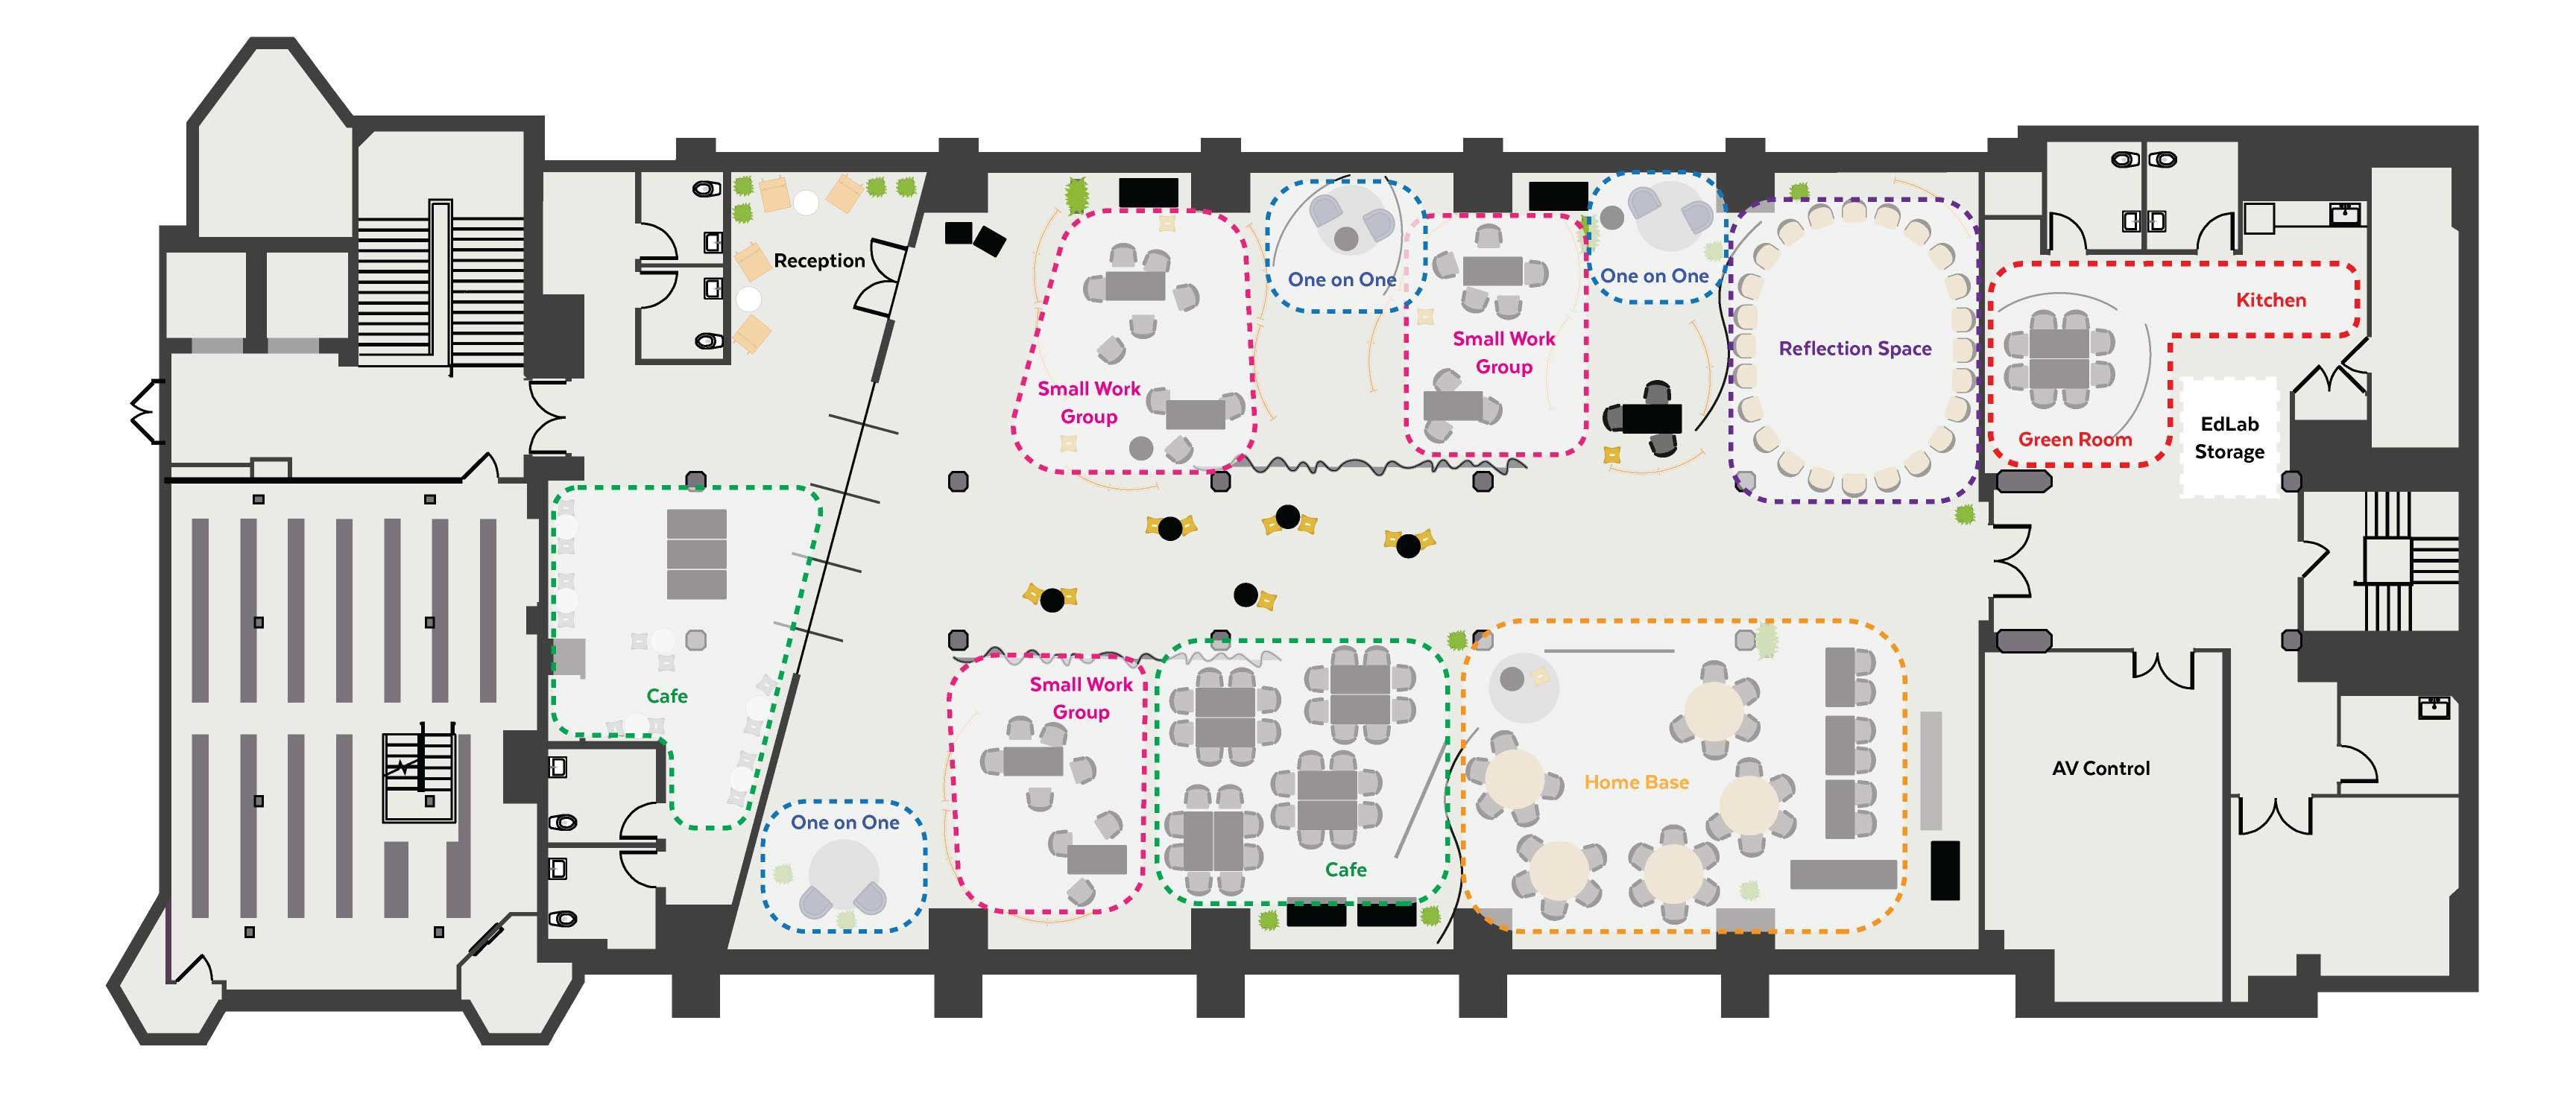 Reception
One on One
One on One
Small Work
Group
Small Work
Group
Reflection Space
Kitchen
Green Room
EdLab
Storage
Cafe
One on One
Small Work
Group
Cafe
Home Base
AV Control